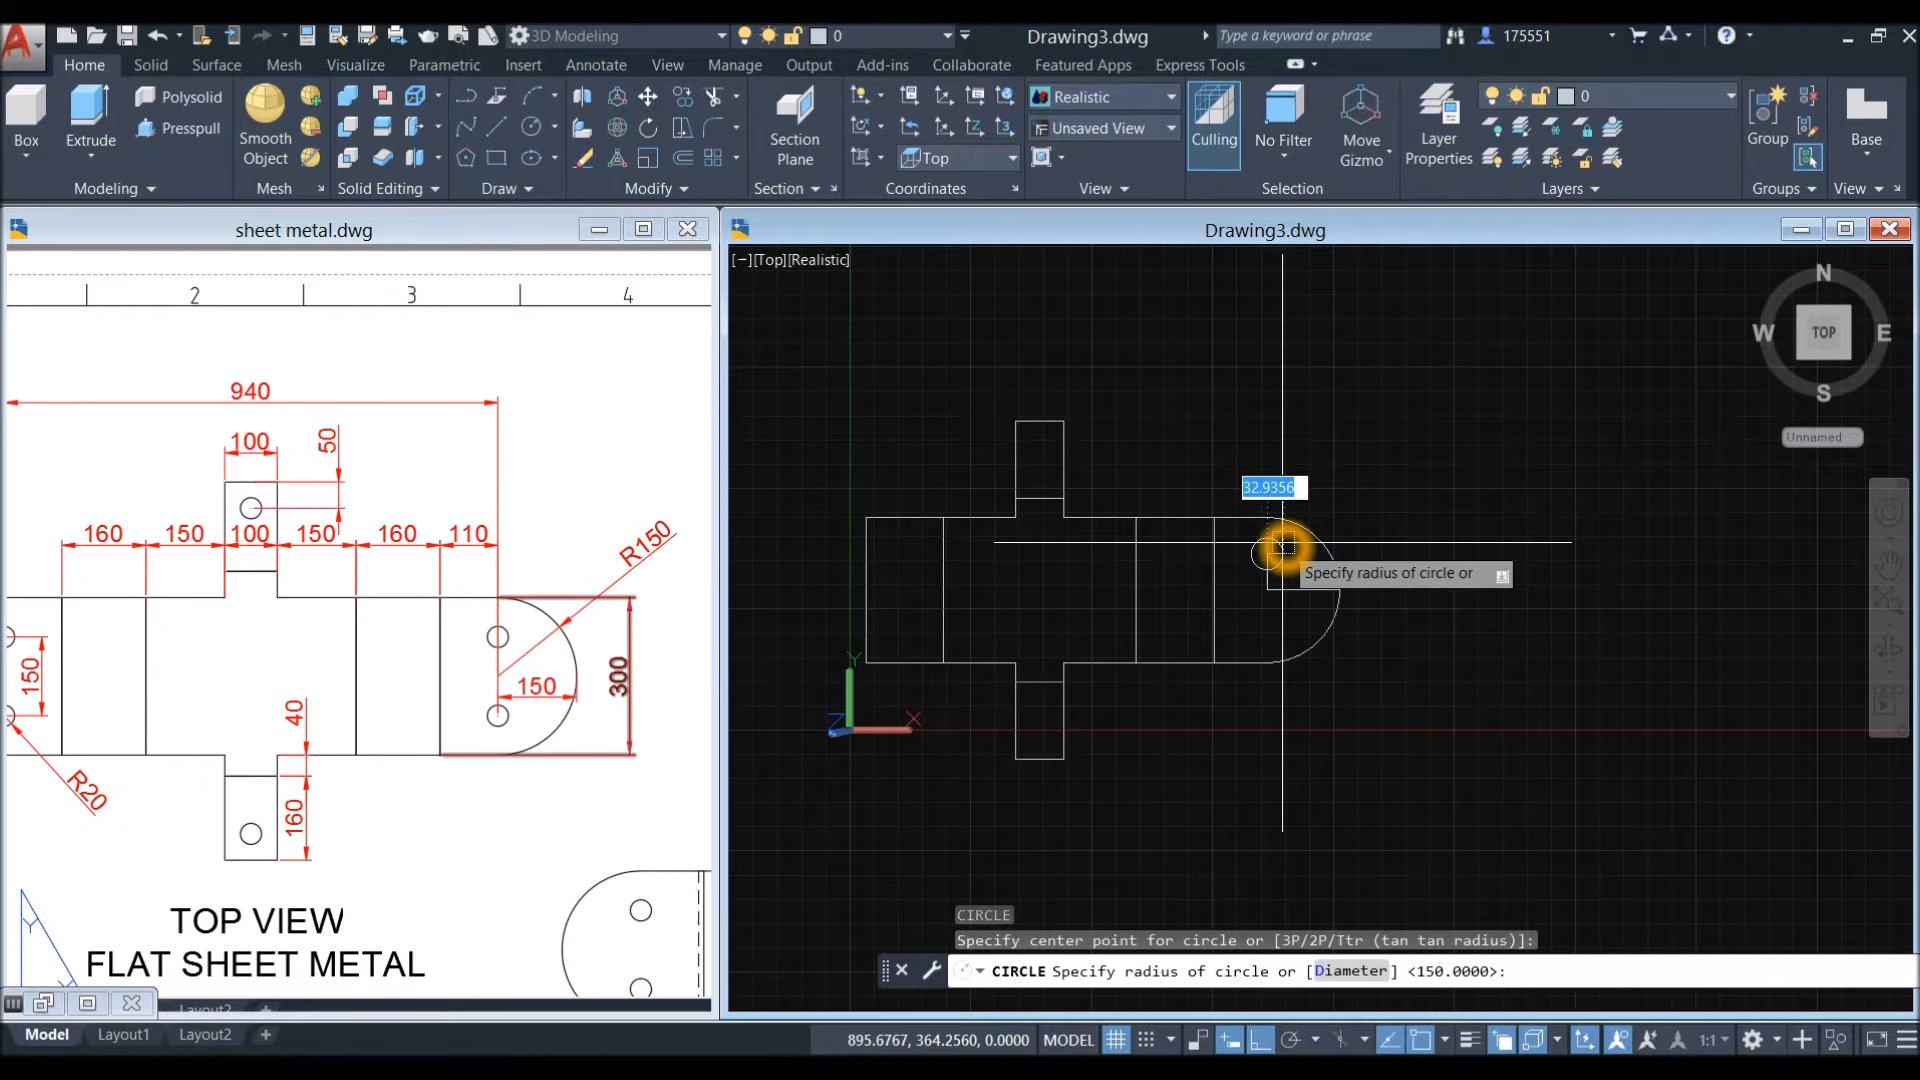 3D Modeling
0
Drawing3.dwg
Type a keyword or phrase
175551
Home Solid Surface Mesh Visualize Parametric Insert Annotate View Manage Output Add-ins Collaborate Featured Apps Express Tools
Box
Extrude
Polysolid
Presspull
Smooth
Object
Section
Plane
Realistic
Unsaved View
Top
Culling
No Filter
Move
Gizmo
Layer
Properties
0
Group
Base
Modeling Mesh Solid Editing Draw Modify Section Coordinates View Selection Layers Groups View
sheet metal.dwg
2 3 4
940
100
50
160 150 100 150 160 110
R150
150
150
300
40
R20
160
TOP VIEW
FLAT SHEET METAL
Y
Layout2
Drawing3.dwg
[−][Top][Realistic]
N
W TOP E
S
Unnamed
32.9356
Specify radius of circle or
Y
Z X
CIRCLE
Specify center point for circle or [3P/2P/Ttr (tan tan radius)]:
CIRCLE Specify radius of circle or [Diameter] <150.0000>:
Model Layout1 Layout2
895.6767, 364.2560, 0.0000 MODEL 1:1